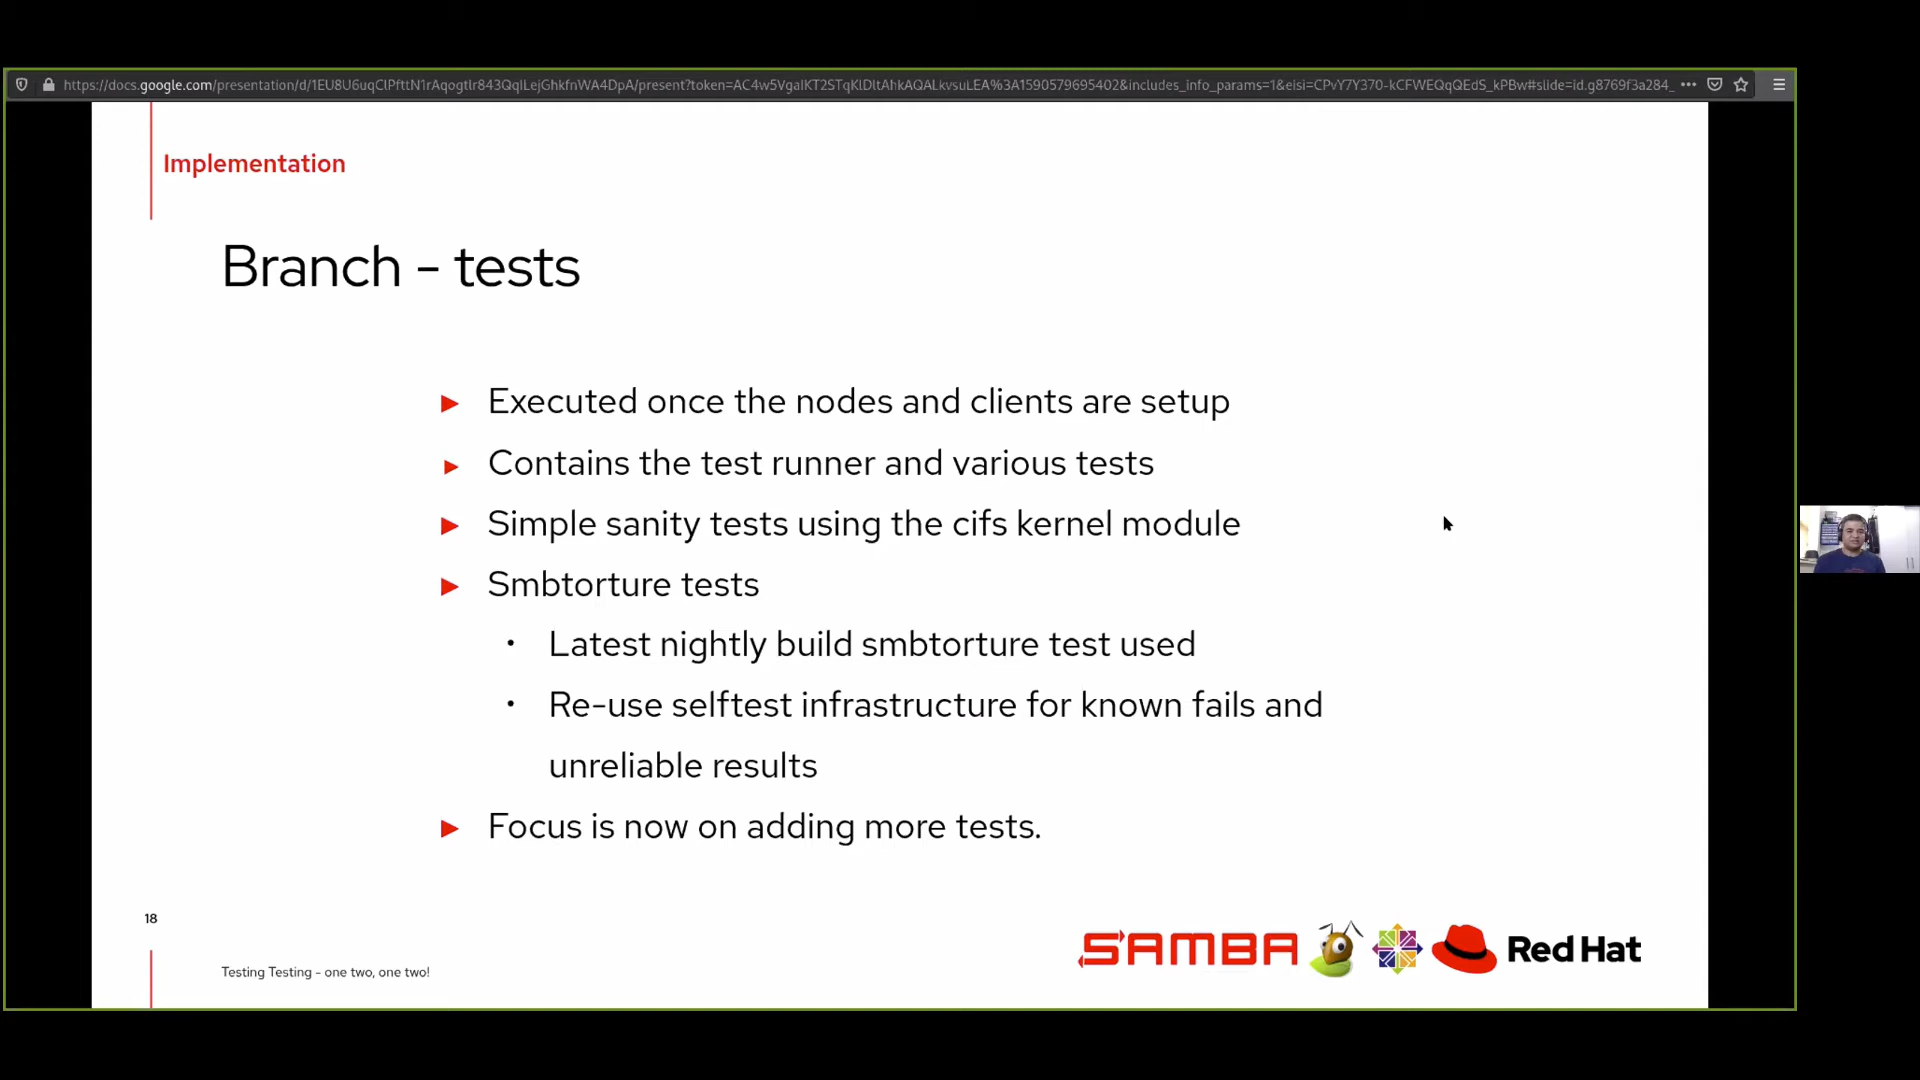 https://docs.google.com/presentation/d/1EU8U6uqClPfttN1rAqogtlr843QqlLejGhkfnWA4DpA/present?token=AC4w5VgalKT2STqKlDltAhkAQALkvsuLEA%3A1590579695402&includes_info_params=1&eisi=CPvY7Y370-kCFWEQqQEdS_kPBw#slide=id.g8769f3a284_
Implementation
Branch - tests
Executed once the nodes and clients are setup
Contains the test runner and various tests
Simple sanity tests using the cifs kernel module
Smbtorture tests
Latest nightly build smbtorture test used
Re-use selftest infrastructure for known fails and
unreliable results
Focus is now on adding more tests.
18
SAMBA
Red Hat
Testing Testing - one two, one two!